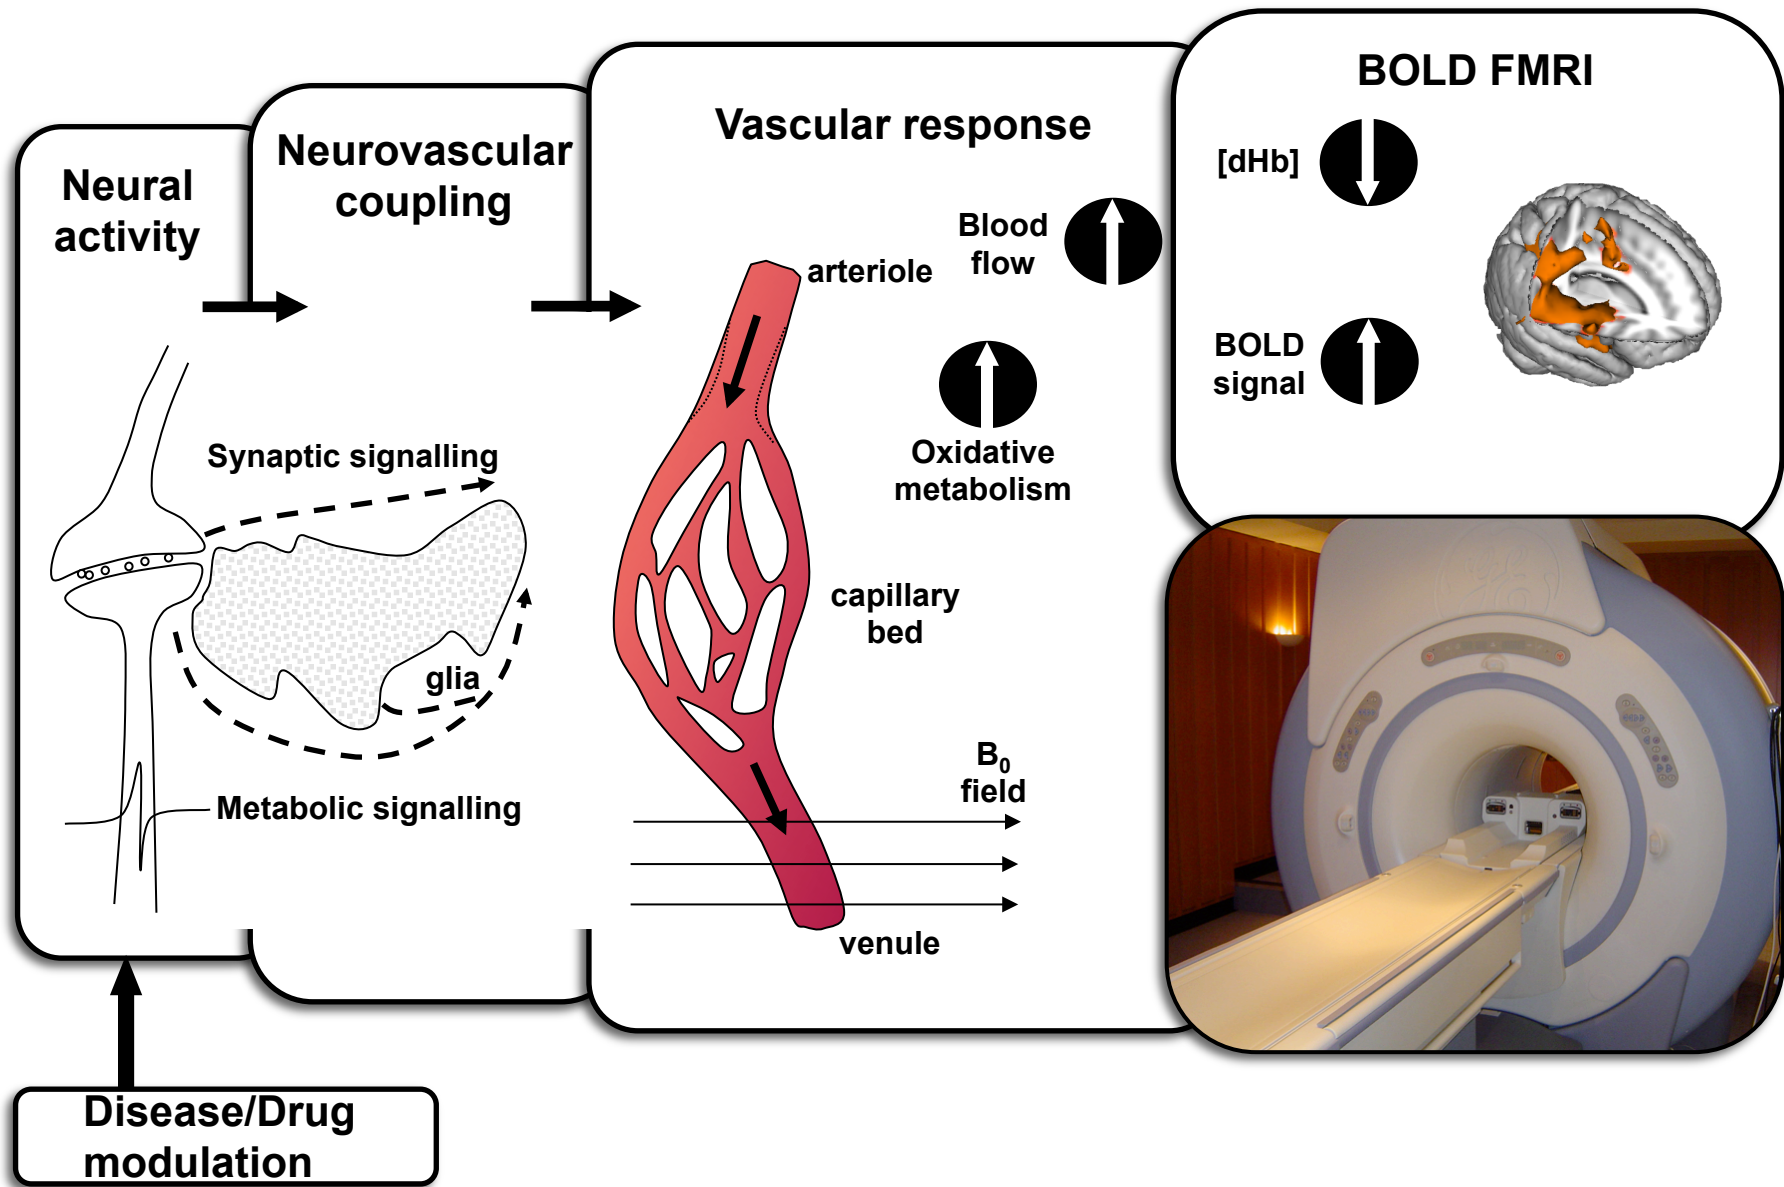 Neural
activity
Neurovascular
coupling
Vascular response
BOLD FMRI
[dHb]
BOLD
signal
Blood
flow
arteriole
Oxidative
metabolism
Synaptic signalling
glia
Metabolic signalling
capillary
bed
B₀
field
venule
Disease/Drug
modulation